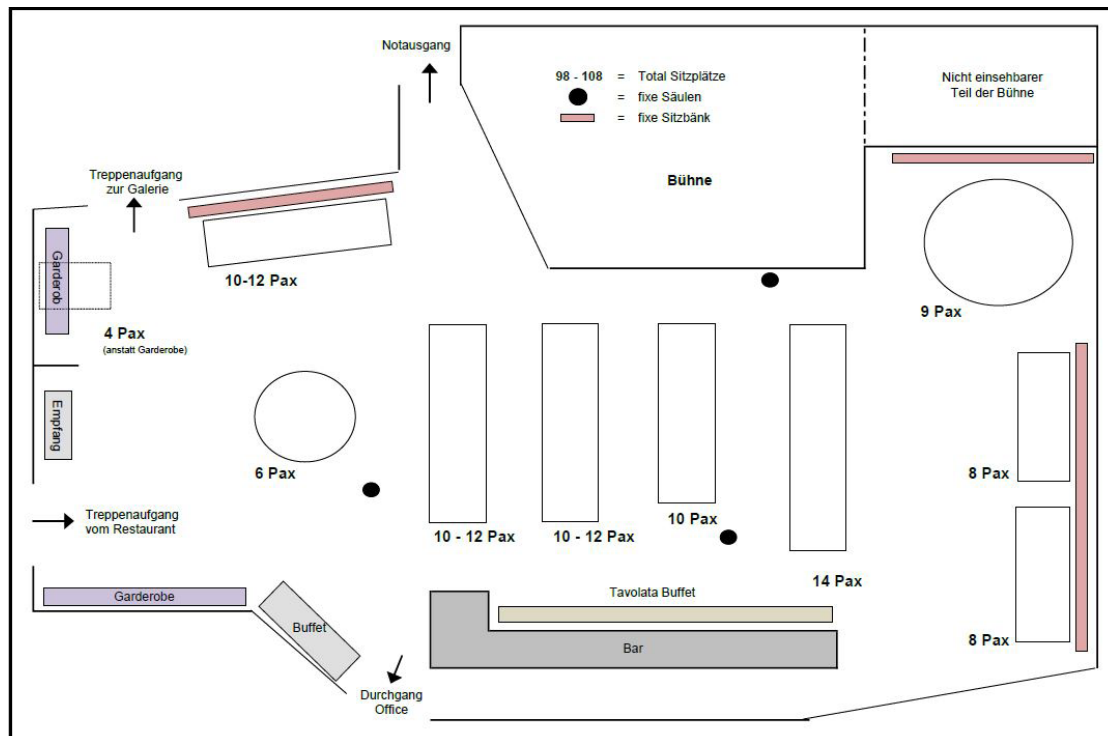 Notausgang
98 - 108 = Total Sitzplätze
= fixe Säulen
= fixe Sitzbänk
Nicht einsehbarer
Teil der Bühne
Treppenaufgang
zur Galerie
Bühne
Garderob
10-12 Pax
9 Pax
4 Pax
(anstatt Garderobe)
Empfang
6 Pax
8 Pax
Treppenaufgang
vom Restaurant
10 - 12 Pax
10 - 12 Pax
10 Pax
14 Pax
Garderobe
Buffet
Tavolata Buffet
Bar
8 Pax
Durchgang
Office